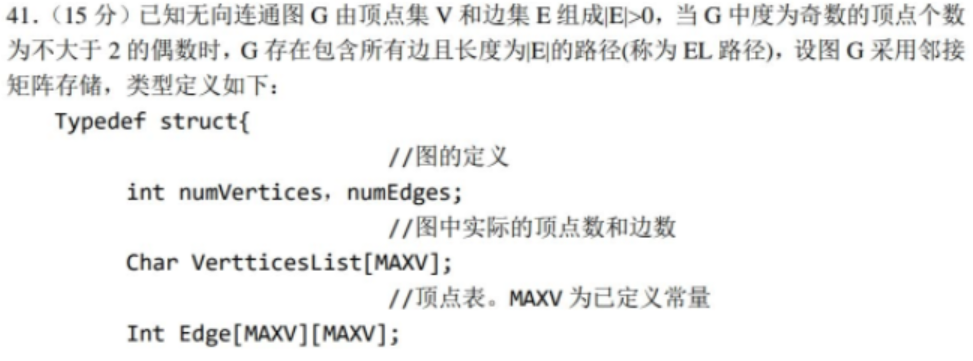 41.（15 分）已知无向连通图 G 由顶点集 V 和边集 E 组成|E|>0，当 G 中度为奇数的顶点个数
为不大于 2 的偶数时，G 存在包含所有边且长度为|E|的路径(称为 EL 路径)，设图 G 采用邻接
矩阵存储，类型定义如下：
Typedef struct{
//图的定义
int numVertices，numEdges;
//图中实际的顶点数和边数
Char VertticesList[MAXV];
//顶点表。MAXV 为已定义常量
Int Edge[MAXV][MAXV];